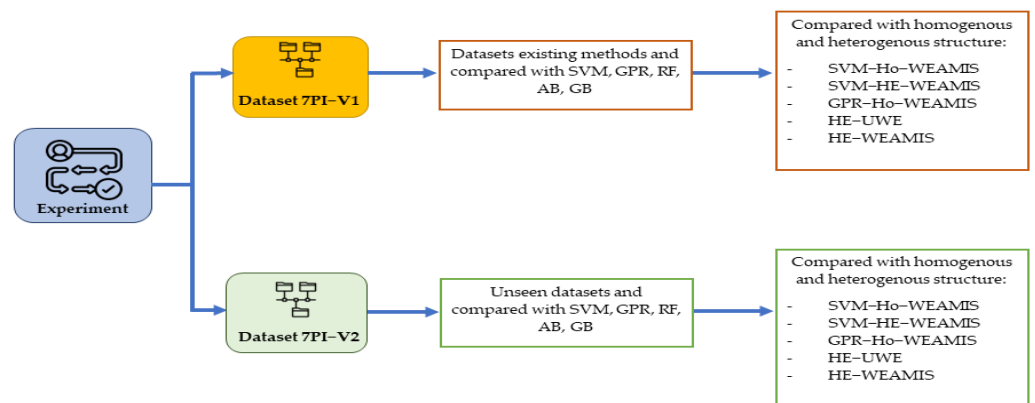 Experiment
Dataset 7PI–V1
Datasets existing methods and
compared with SVM, GPR, RF,
AB, GB
Compared with homogenous
and heterogenous structure:
- SVM–Ho–WEAMIS
- SVM–HE–WEAMIS
- GPR–Ho–WEAMIS
- HE–UWE
- HE–WEAMIS
Dataset 7PI–V2
Unseen datasets and
compared with SVM, GPR, RF,
AB, GB
Compared with homogenous
and heterogenous structure:
- SVM–Ho–WEAMIS
- SVM–HE–WEAMIS
- GPR–Ho–WEAMIS
- HE–UWE
- HE–WEAMIS